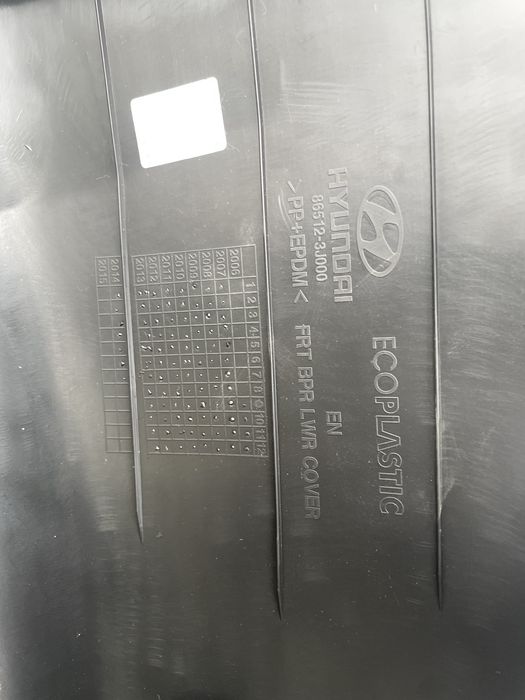 HYUNDAI
ECOPLASTIC
86512-3J000
EN
>PP+EPDM<
FRT BPR LWR COVER
1 2 3 4 5 6 7 8 9 10 11 12
2006
2007
2008
2009
2010
2011
2012
2013
2014
2015